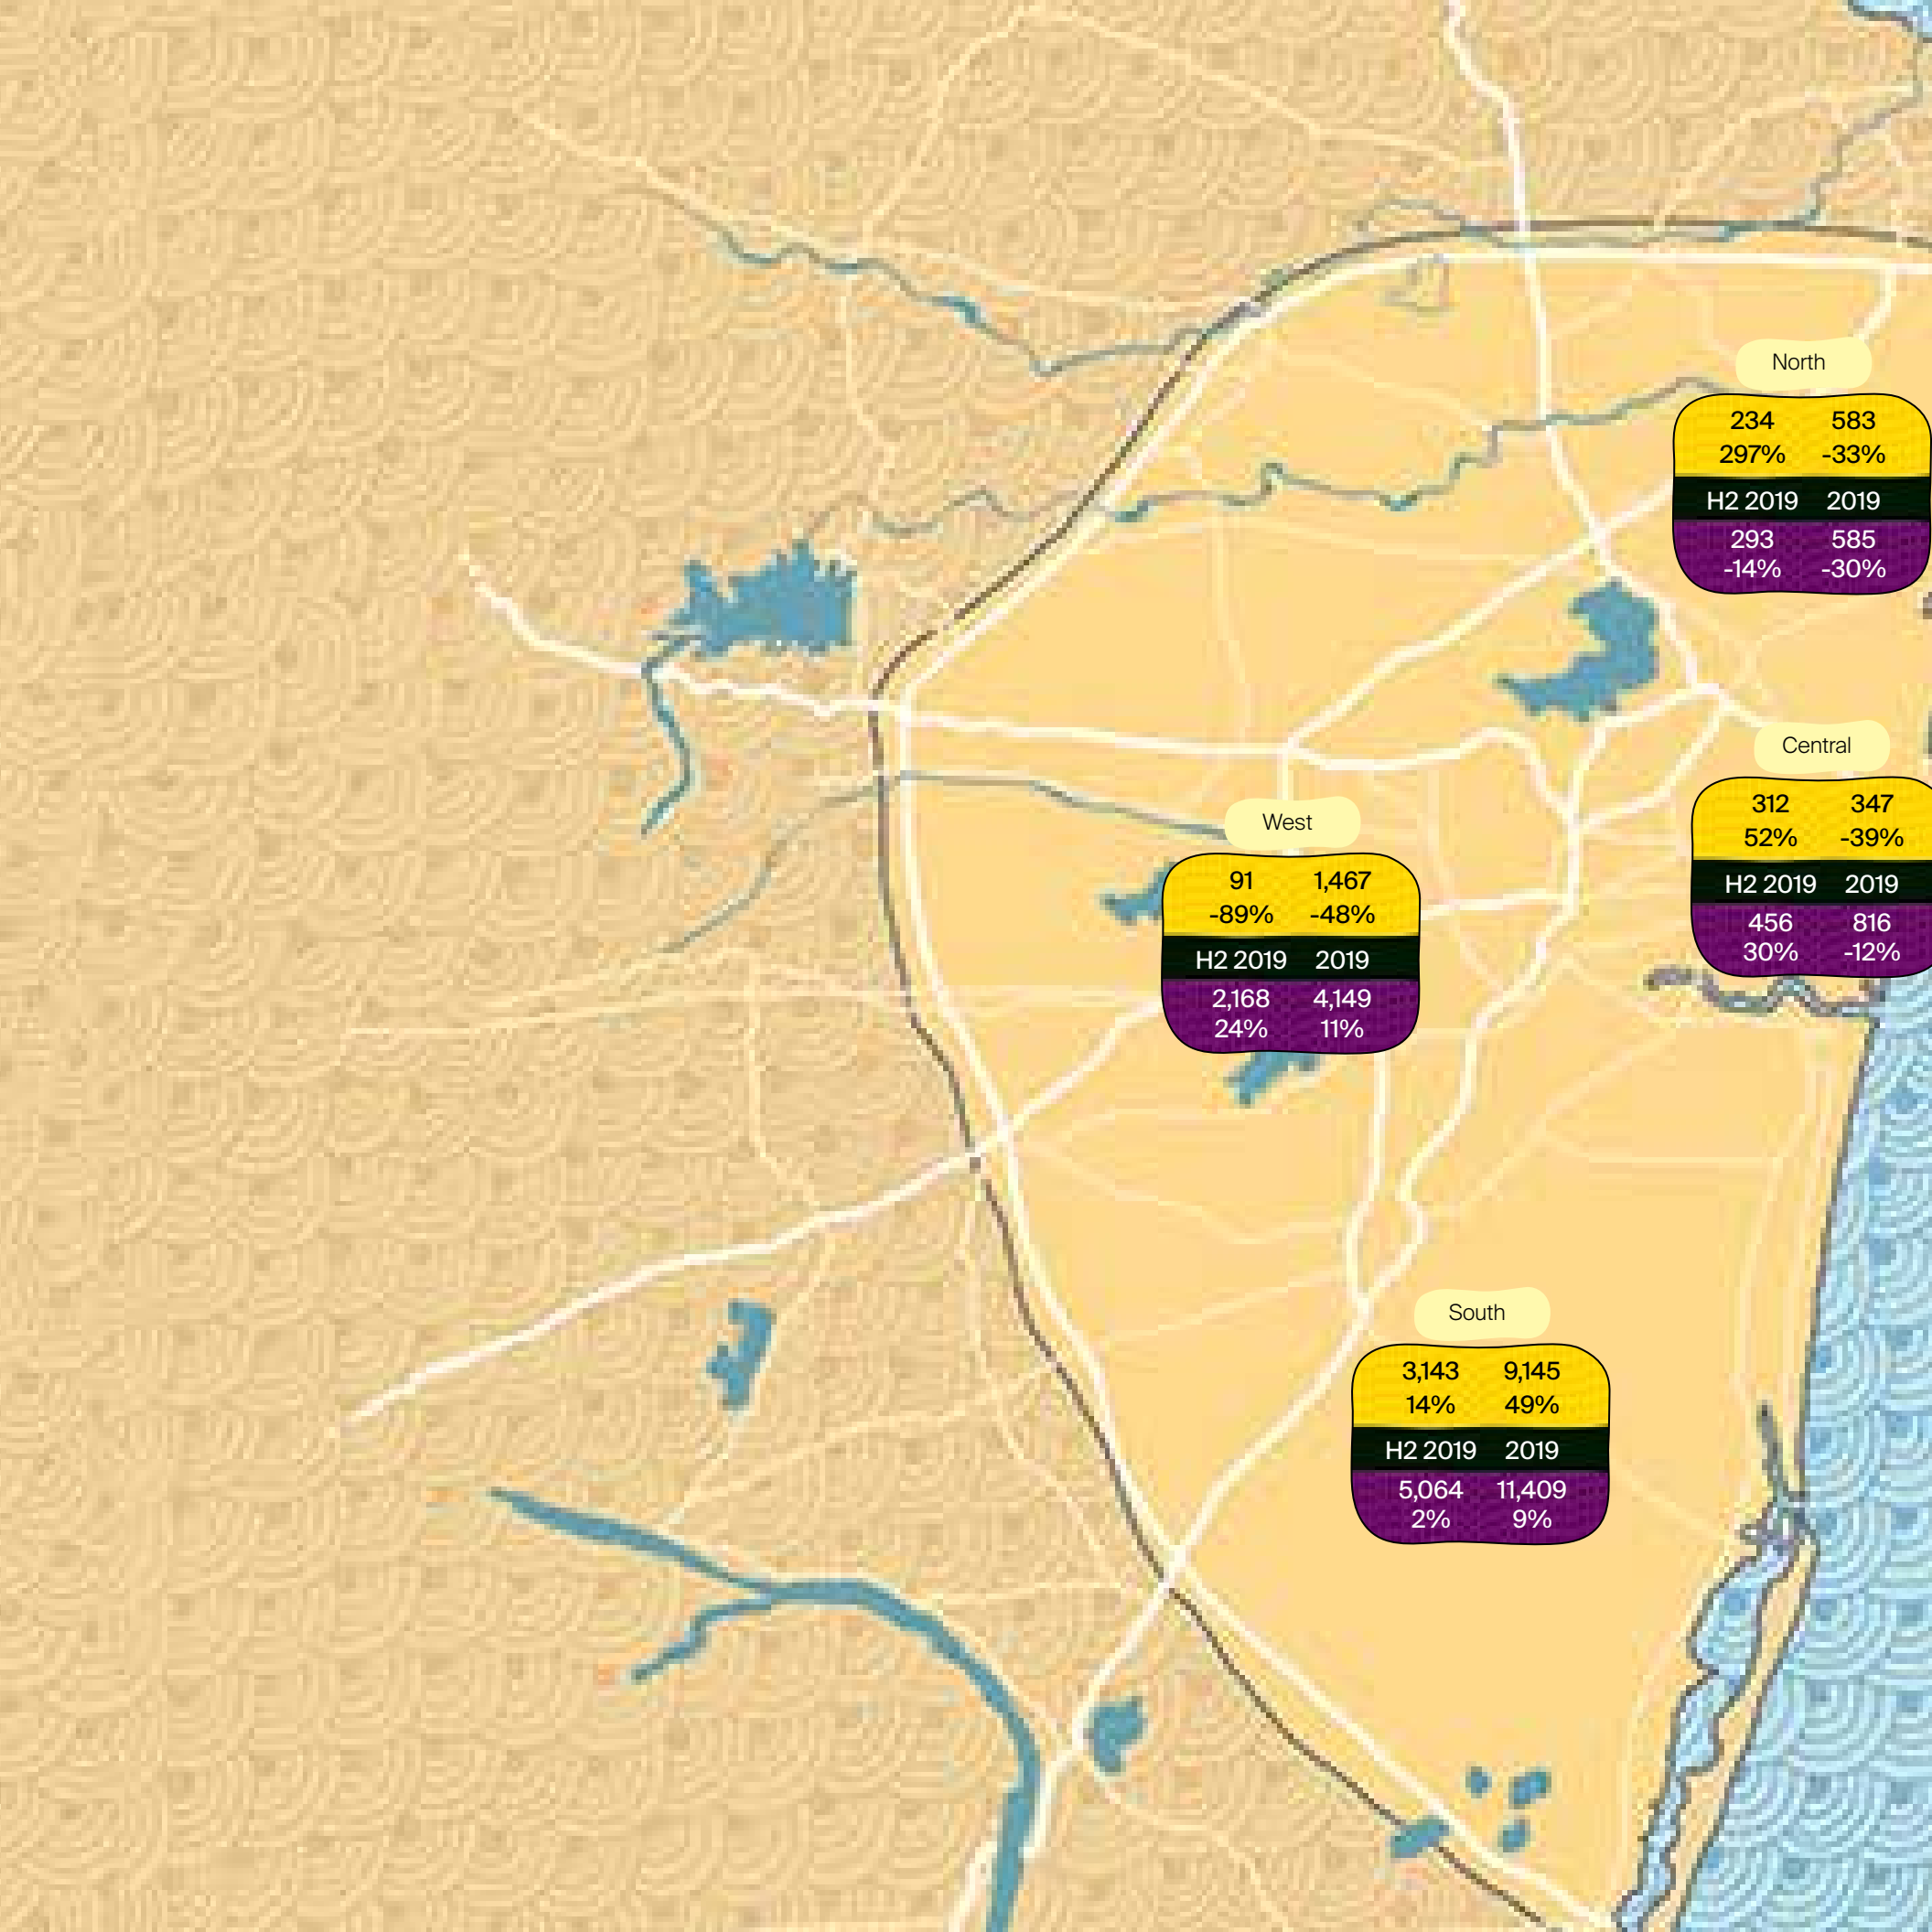 North
234 583
297% -33%
H2 2019 2019
293 585
-14% -30%
Central
312 347
52% -39%
H2 2019 2019
456 816
30% -12%
West
91 1,467
-89% -48%
H2 2019 2019
2,168 4,149
24% 11%
South
3,143 9,145
14% 49%
H2 2019 2019
5,064 11,409
2% 9%